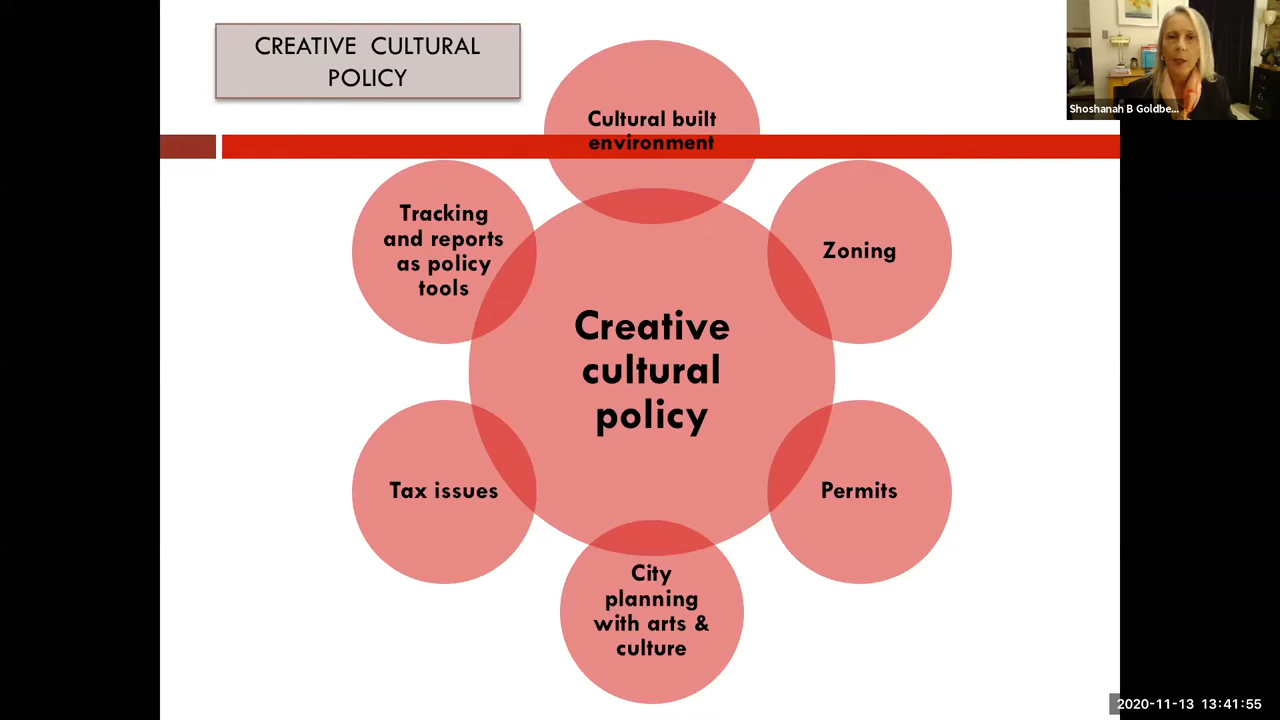 CREATIVE CULTURAL
POLICY
Shoshanah B Goldbe...
Cultural built
environment
Tracking
and reports
as policy
tools
Zoning
Creative
cultural
policy
Tax issues
Permits
City
planning
with arts &
culture
2020-11-13 13:41:55